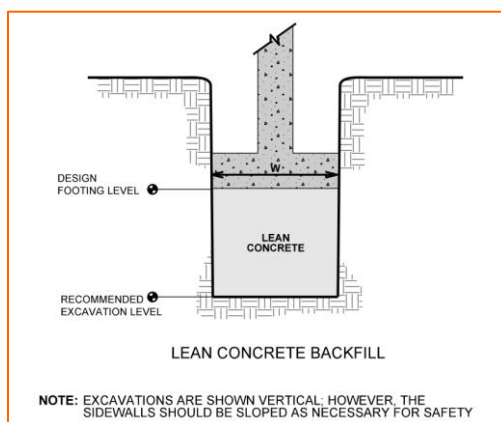 DESIGN
FOOTING LEVEL
W
LEAN
CONCRETE
RECOMMENDED
EXCAVATION LEVEL
LEAN CONCRETE BACKFILL
NOTE: EXCAVATIONS ARE SHOWN VERTICAL; HOWEVER, THE
SIDEWALLS SHOULD BE SLOPED AS NECESSARY FOR SAFETY